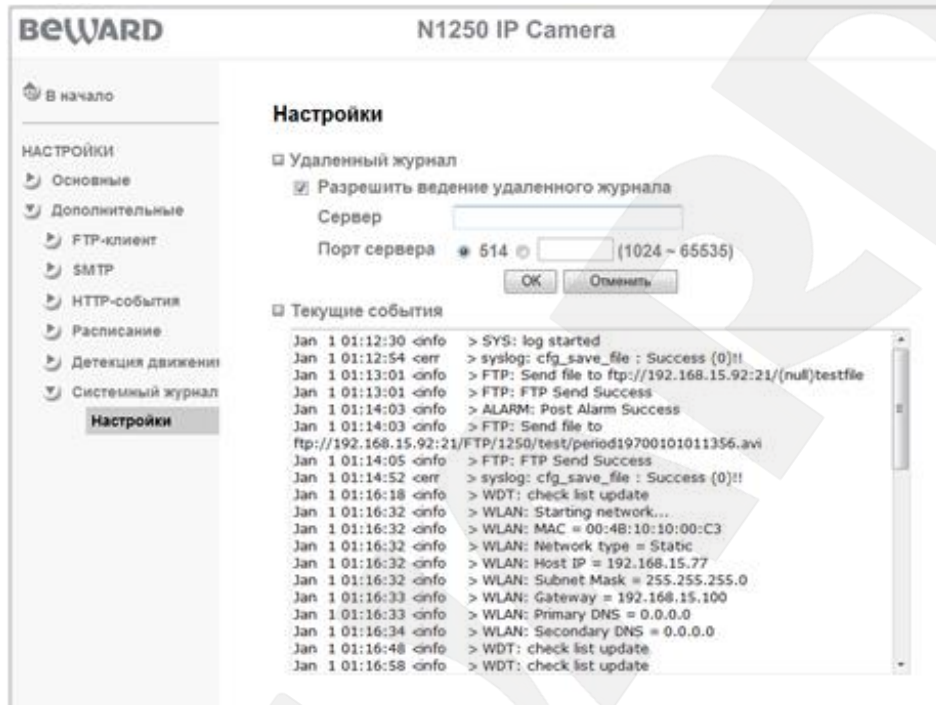 BEWARD
N1250 IP Camera
В начало
НАСТРОЙКИ
Основные
Дополнительные
FTP-клиент
SMTP
HTTP-события
Расписание
Детекция движения
Системный журнал
Настройки
Настройки
Удаленный журнал
Разрешить ведение удаленного журнала
Сервер
Порт сервера 514 (1024 ~ 65535)
OK Отменить
Текущие события
Jan 1 01:12:30 <info > SYS: log started
Jan 1 01:12:54 <err > syslog: cfg_save_file : Success (0)!!
Jan 1 01:13:01 <info > FTP: Send file to ftp://192.168.15.92:21/(null)testfile
Jan 1 01:13:01 <info > FTP: FTP Send Success
Jan 1 01:14:03 <info > ALARM: Post Alarm Success
Jan 1 01:14:03 <info > FTP: Send file to
ftp://192.168.15.92:21/FTP/1250/test/period19700101011356.avi
Jan 1 01:14:05 <info > FTP: FTP Send Success
Jan 1 01:14:52 <err > syslog: cfg_save_file : Success (0)!!
Jan 1 01:16:18 <info > WDT: check list update
Jan 1 01:16:32 <info > WLAN: Starting network...
Jan 1 01:16:32 <info > WLAN: MAC = 00:4B:10:10:00:C3
Jan 1 01:16:32 <info > WLAN: Network type = Static
Jan 1 01:16:32 <info > WLAN: Host IP = 192.168.15.77
Jan 1 01:16:32 <info > WLAN: Subnet Mask = 255.255.255.0
Jan 1 01:16:33 <info > WLAN: Gateway = 192.168.15.100
Jan 1 01:16:33 <info > WLAN: Primary DNS = 0.0.0.0
Jan 1 01:16:34 <info > WLAN: Secondary DNS = 0.0.0.0
Jan 1 01:16:48 <info > WDT: check list update
Jan 1 01:16:58 <info > WDT: check list update